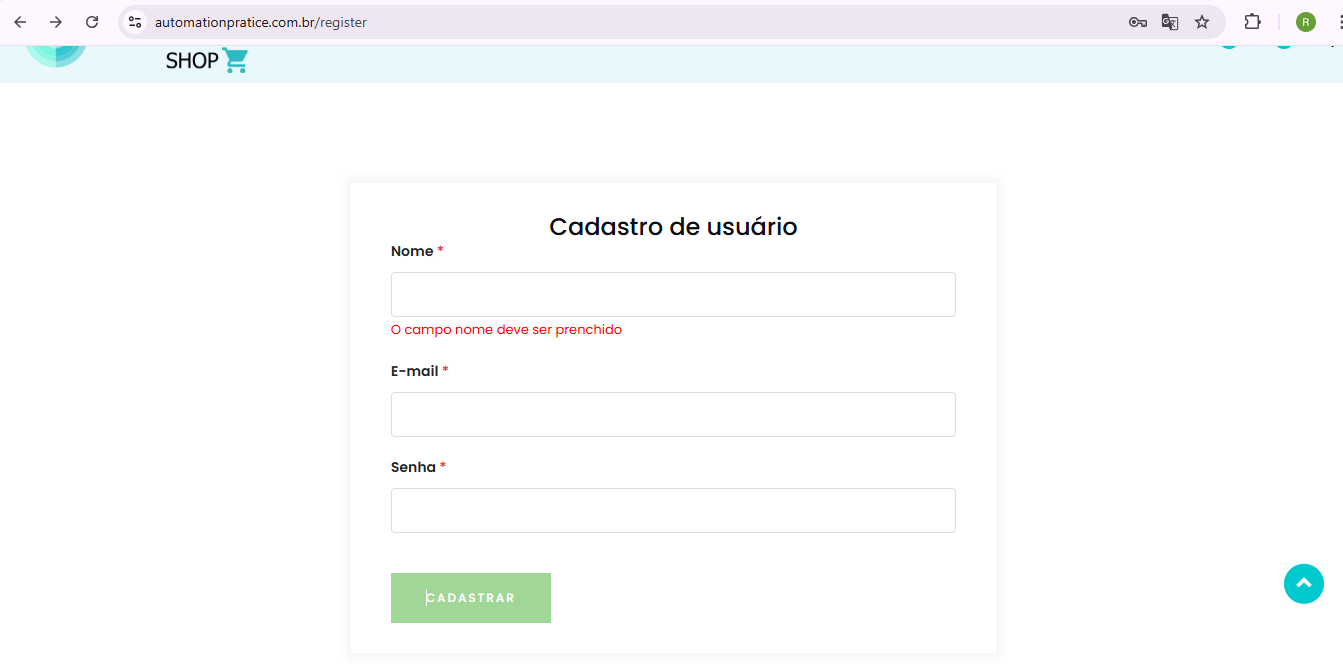 automationpratice.com.br/register
R
SHOP
Cadastro de usuário
Nome *
O campo nome deve ser prenchido
E-mail *
Senha *
CADASTRAR